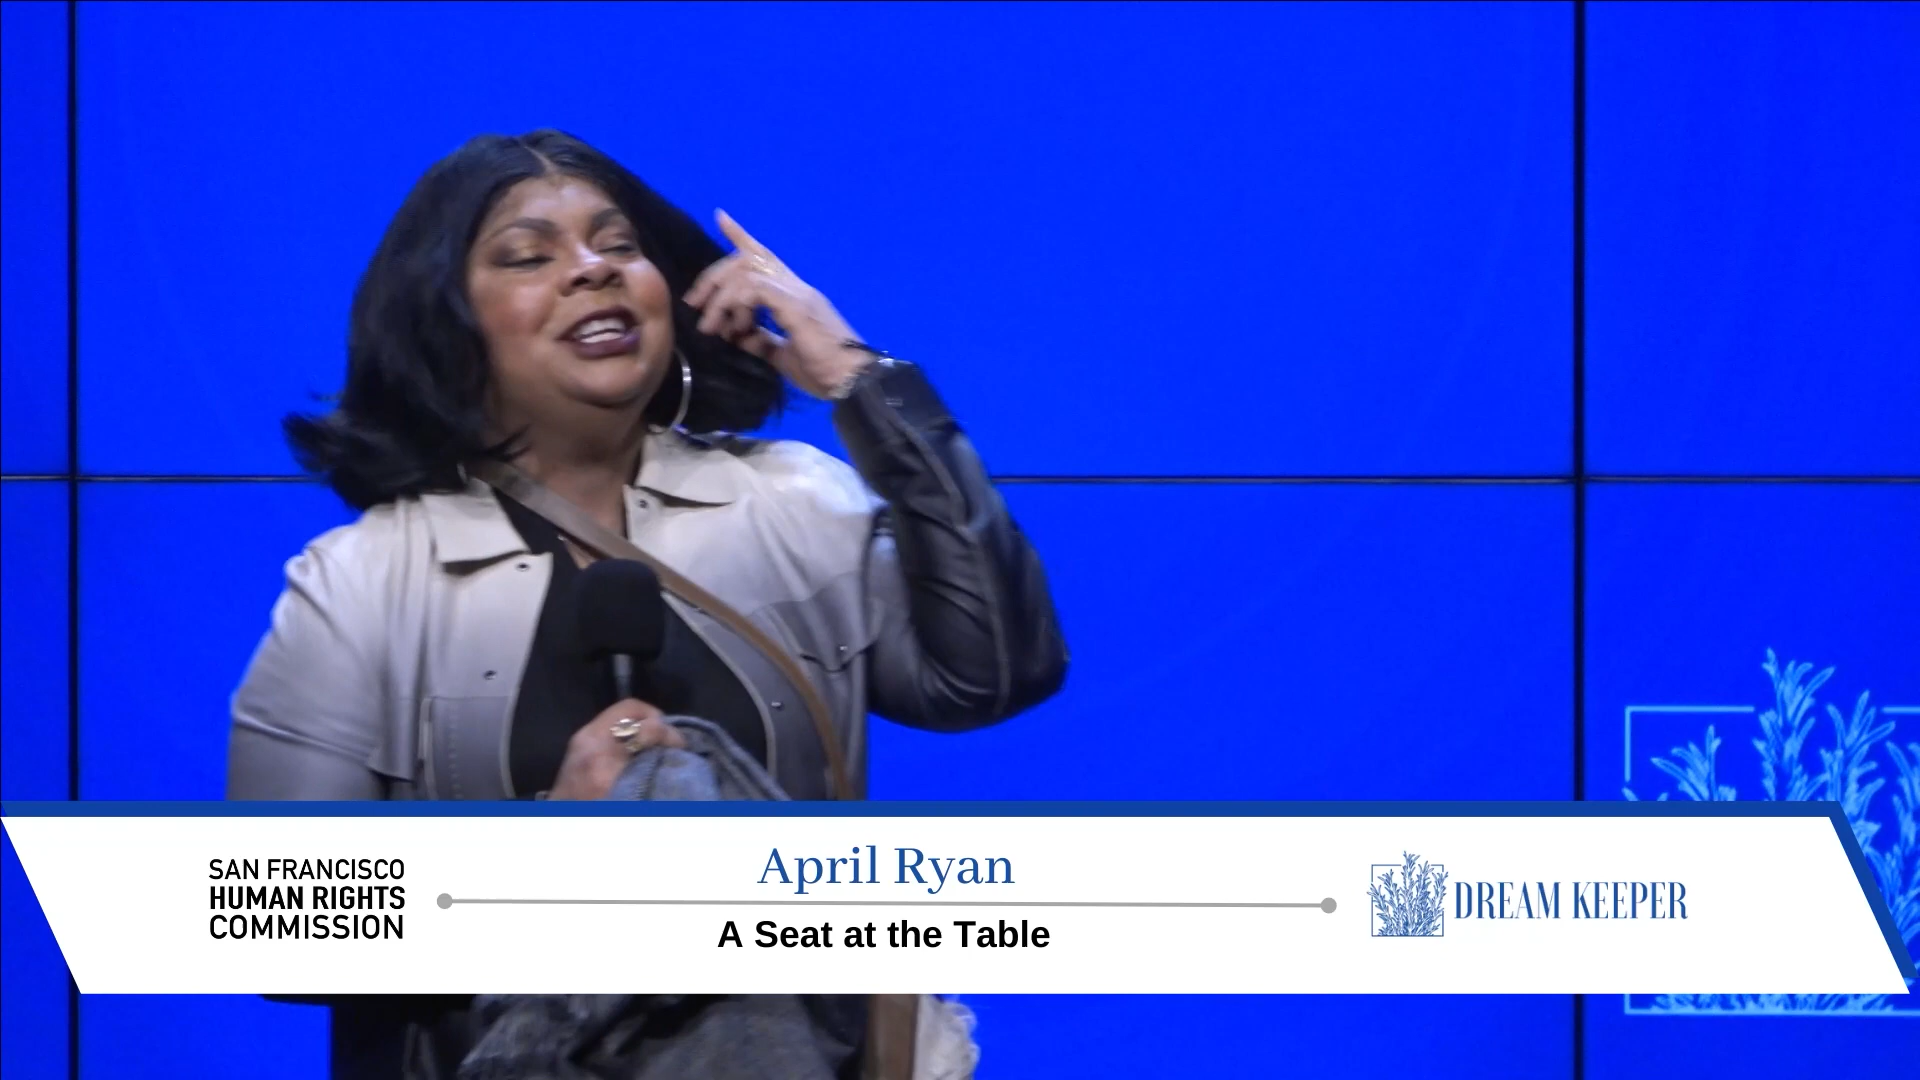 SAN FRANCISCO
HUMAN RIGHTS
COMMISSION
April Ryan
A Seat at the Table
DREAM KEEPER